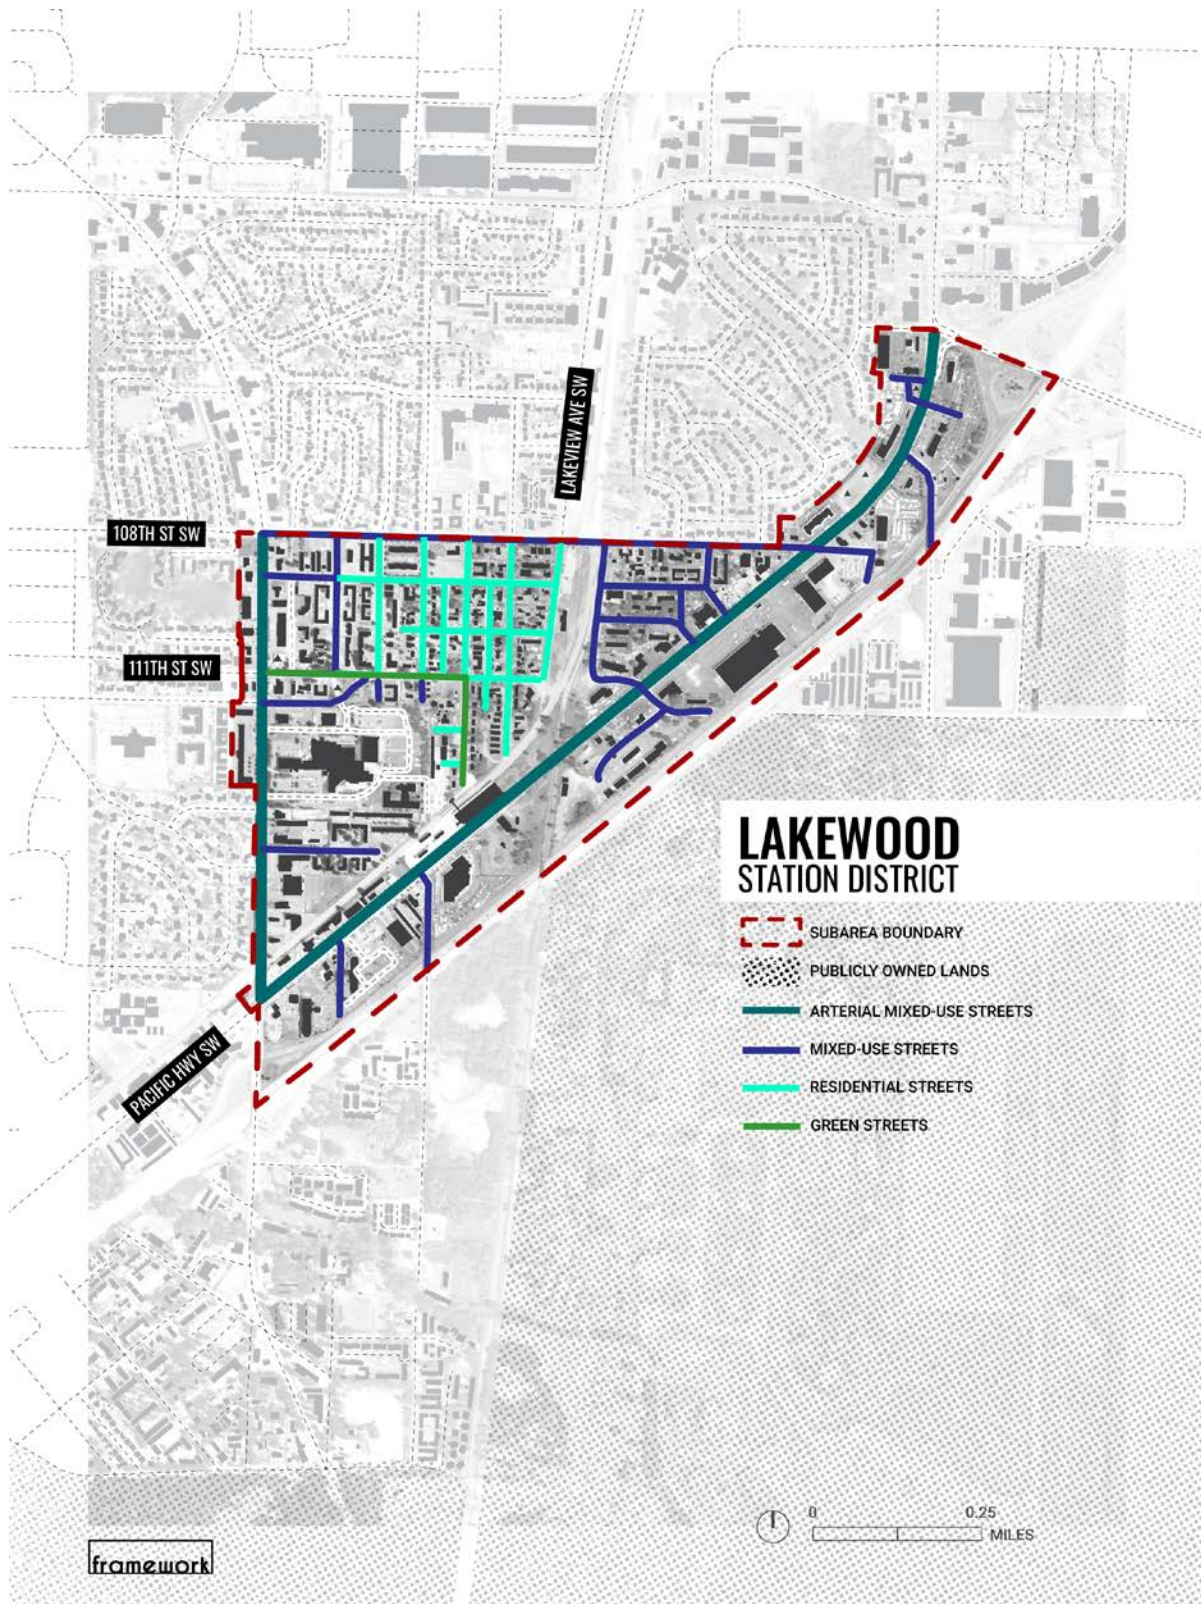 LAKEVIEW AVE SW
108TH ST SW
111TH ST SW
PACIFIC HWY SW
LAKEWOOD
STATION DISTRICT
SUBAREA BOUNDARY
PUBLICLY OWNED LANDS
ARTERIAL MIXED-USE STREETS
MIXED-USE STREETS
RESIDENTIAL STREETS
GREEN STREETS
0 0.25
MILES
framework